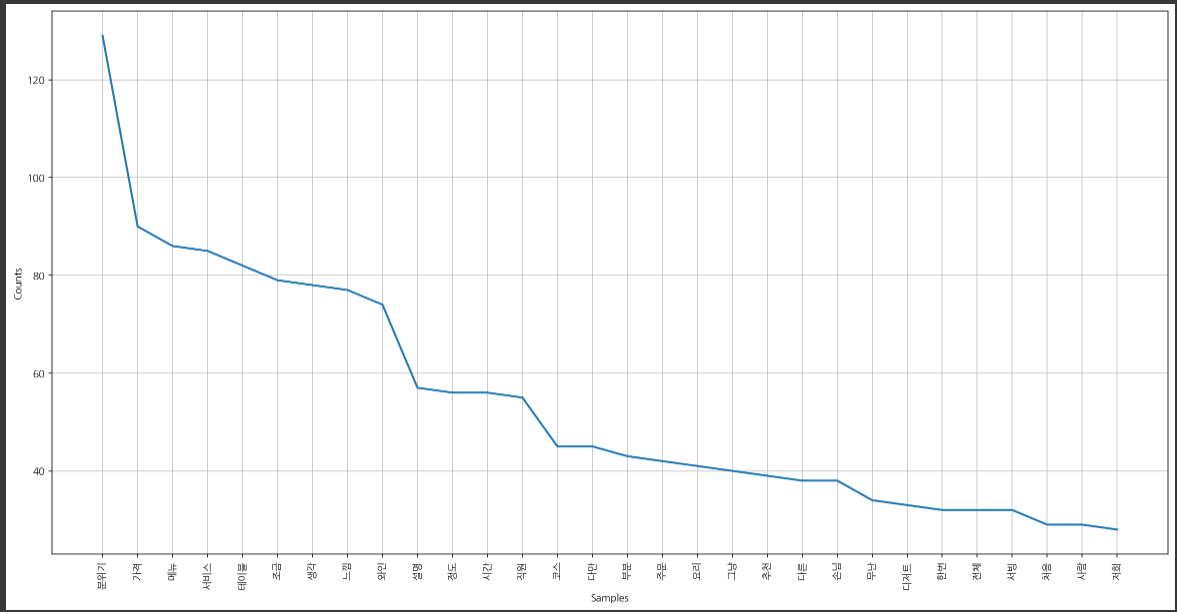 120
100
80
60
40
Counts
분위기
가격
메뉴
서비스
테이블
조금
생각
느낌
와인
설명
정도
시간
직원
코스
다만
부분
주문
요리
그냥
추천
다른
손님
무난
디저트
한번
전체
서빙
처음
사람
저희
Samples